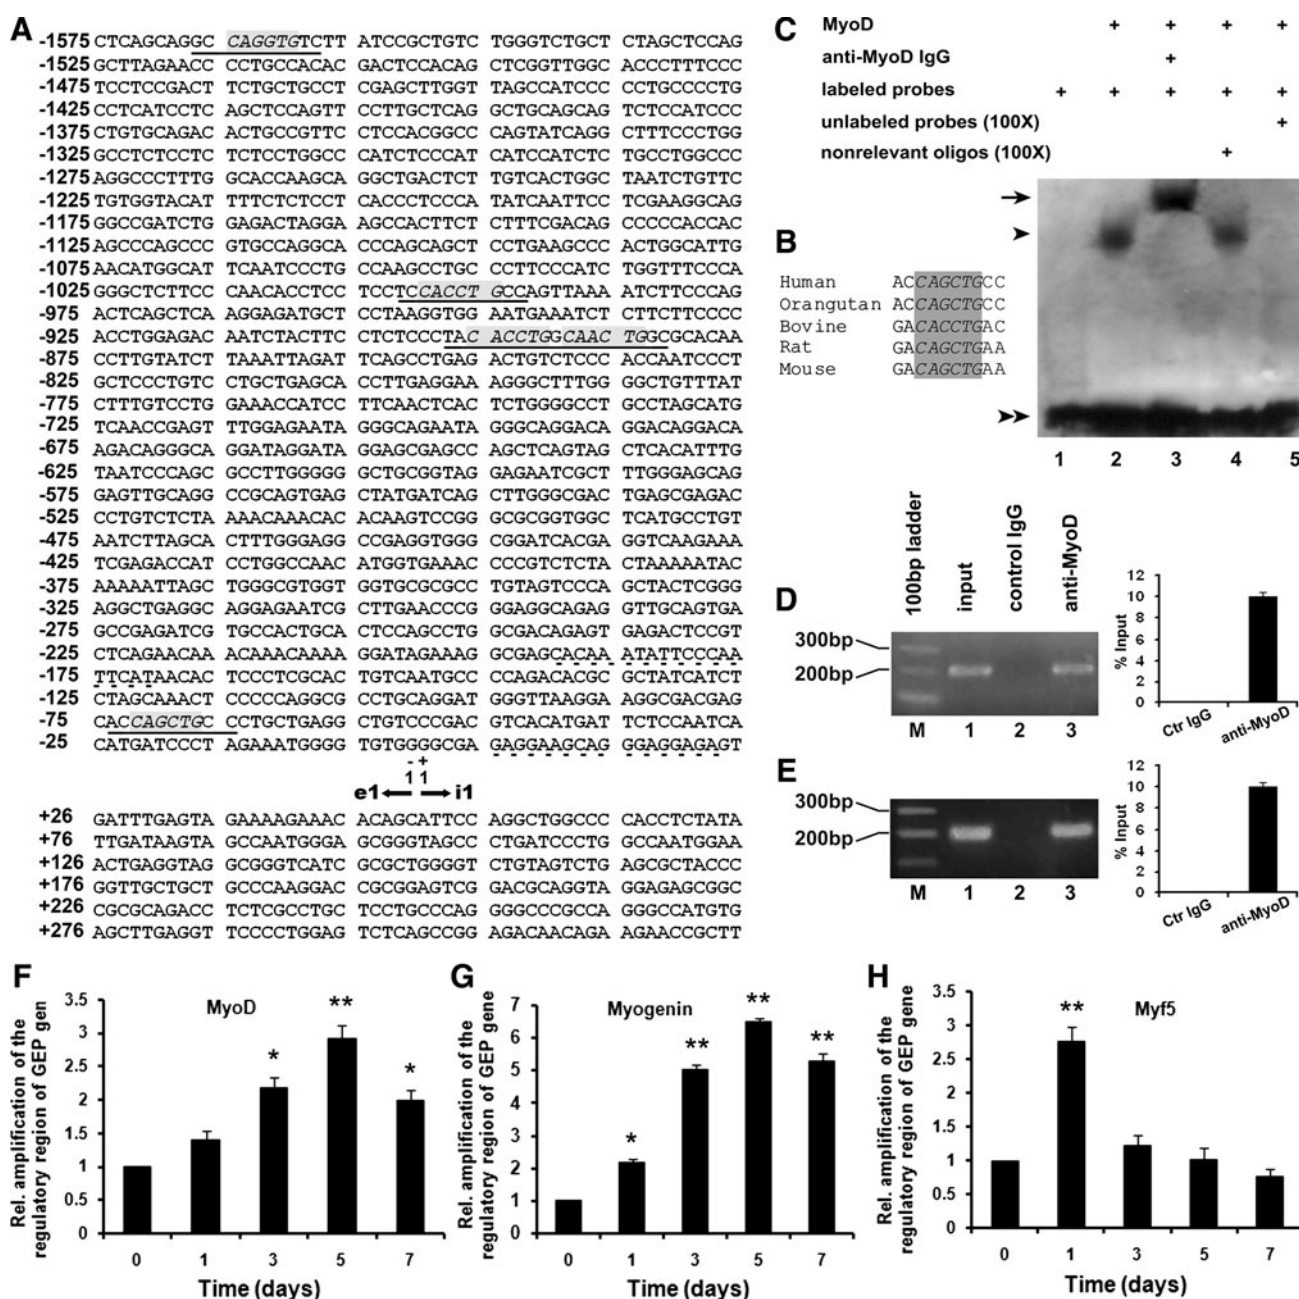 A
-1575 CTCAGCAGGC CAGGTGTCTT ATCCGCTGTC TGGGTCTGCT CTAGCTCCAG
-1525 GCTTAGAACC CCTGCCACAC GACTCCACAG CTCGGTTGGC ACCCTTTCCC
-1475 TCCTCCGACT TCTGCTGCCT CGAGCTTGGT TAGCCATCCC CCTGCCCCTG
-1425 CCTCATCCTC AGCTCCAGTT CCTTGCTCAG GCTGCAGCAG TCTCCATCCC
-1375 CTGTGCAGAC ACTGCCGTTC CCTCCACGGC CCAGTATCAGG CTTTCCCTGG
-1325 GCCTCTCCTC TCTCCTGGCC CATCTCCCAT CATCCATCTC TGCCTGGCCC
-1275 AGGCCCTTTG GCACCAAGCA GGCTGACTCT TGTCACTGGC TAATCTGTTC
-1225 TGTGGTACAT TTTCTCTCCT CACCCTCCCA TATCAATTCC TCGAAGGCAG
-1175 GGCCGATCTG GAGACTAGGA AGCCACTTCT CTTTCGACAG CCCCCACCAC
-1125 AGCCCAGCCC GTGCCAGGCA CCCAGCAGCT CCTGAAGCCC ACTGGCATTG
-1075 AACATGGCAT TCAATCCCTG CCAAGCCTGC CCTTCCCATC TGGTTTCCCA
-1025 GGGCTCTTCC CAACACCTCC TCCTCCACCT GCCAGTTAAA ATCTTCCCAG
-975 ACTCAGCTCA AGGAGATGCT CCTAAGGTGG AATGAAATCT CTTCTTCCCC
-925 ACCTGGAGAC AATCTACTTC CCTCTCCCTA CACCTGGCAAC TGGCGCACAA
-875 CCTTGTATCT TAAATTAGATT CAGCCTGAG ACTGTCTCCC ACCAATCCCT
-825 GCTCCCTGTC CTGCTGAGCA CCTTGAGGAA AGGGCTTTGG GGCTGTTTAT
-775 CTTTGTCCTG GAAACCATCC TTCAACTCAC TCTGGGGCCT GCCTAGCATG
-725 TCAACCGAGT TTGGAGAATA GGGCAGAATA GGGCAGGACA GGACAGGACA
-675 AGACAGGGCA GGATAGGATA GGAGCGAGCC AGCTCAGTAG CTCACATTTG
-625 TAATCCCAGC GCCTTGGGGG GCTGCGGTAG GAGAATCGCT TGGGAGCAG
-575 GAGTTGCAGG CCGCAGTGAG CTATGATCAG CTTGGGCGACT GAGCGAGAC
-525 CCTGTCTCTA AAACAAACAC ACAAGTCCGG GCGCGGTGGC TCATGCCTGT
-475 AATCTTAGCA CTTTGGGAGG CCGAGGTGGG CGGATCACGA GGTCAAGAAA
-425 TCGAGACCAT CCTGGCCAAC ATGGTGAAAC CCCGTCTCTA CTAAAAATAC
-375 AAAAATTAGC TGGGCGTGGT GGTGCGCGCC TGTAGTCCCA GCTACTCGGG
-325 AGGCTGAGGC AGGAGAATCG CTTGAACCCG GGAGGCAGAG GTTGCAGTGA
-275 GCCGAGATCG TGCCACTGCA CTCCAGCCTG GCGACAGAGT GAGACTCCGT
-225 CTCAGAACAA ACAAACAAAA GGATAGAAAG GCGAGCACAA ATATTCCCAA
-175 TTCATAACAC TCCCTCGCAC TGTCAATGCC CCAGACACGC GCTATCATCT
-125 CTAGCAAACT CCCCCAGGCG CCTGCAGGAT GGGTTAAGGA AGGCGACGAG
-75 CACCAGCTGC CCTGCTGAGG CTGTCCCGAC GTCACATGAT TCTCCAATCA
-25 CATGATCCCT AGAAATGGGG TGTGGGGCGA GAGGAAGCAG GGAGGAGAGT
- +
1 1
e1 i1
+26 GATTTGAGTA GAAAAGAAAC ACAGCATTCC AGGCTGGCCC CACCTCTATA
+76 TTGATAAGTA GCCAATGGGA GCGGGTAGCC CTGATCCCTG GCCAATGGAA
+126 ACTGAGGTAG GCGGGTCATC GCGCTGGGGT CTGTAGTCTG AGCGCTACCC
+176 GGTTGCTGCT GCCCAAGGAC CGCGGAGTCG GACGCAGGTA GGAGAGCGGC
+226 CGCGCAGACC TCTCGCCTGC TCCTGCCCAG GGGCCCGCCA GGGCCATGTG
+276 AGCTTGAGGT TCCCCTGGAG TCTCAGCCGG AGACAACAGA AGAACCGCTT
B
Human ACCAGCTGCC
Orangutan ACCAGCTGCC
Bovine GACACCTGAC
Rat GACAGCTGAA
Mouse GACAGCTGAA
C
MyoD + + + +
anti-MyoD IgG +
labeled probes + + + + +
unlabeled probes (100X) +
nonrelevant oligos (100X) +
1 2 3 4 5
D
100bp ladder
input
control IgG
anti-MyoD
300bp
200bp
M 1 2 3
% Input
12
10
8
6
4
2
0
Ctr IgG
anti-MyoD
E
300bp
200bp
M 1 2 3
% Input
12
10
8
6
4
2
0
Ctr IgG
anti-MyoD
F
MyoD
Rel. amplification of the
regulatory region of GEP gen
3.5
3
2.5
2
1.5
1
0.5
0
* ** *
0 1 3 5 7
Time (days)
G
Myogenin
Rel. amplification of the
regulatory region of GEP gene
7
6
5
4
3
2
1
0
* ** ** **
0 1 3 5 7
Time (days)
H
Myf5
Rel. amplification of the
regulatory region of GEP gene
3.5
3
2.5
2
1.5
1
0.5
0
**
0 1 3 5 7
Time (days)